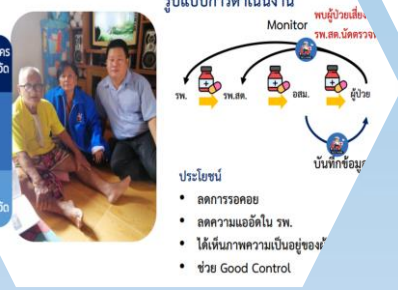 รูปแบบการดำเนินงาน
Monitor
พบผู้ป่วยเสี่ยง
รพ.สต.นัดตรวจ
รพ.
รพ.สต.
อสม.
ผู้ป่วย
บันทึกข้อมูล
ประโยชน์
• ลดการรอคอย
• ลดความแออัดใน รพ.
• ได้เห็นภาพความเป็นอยู่ของ
• ช่วย Good Control